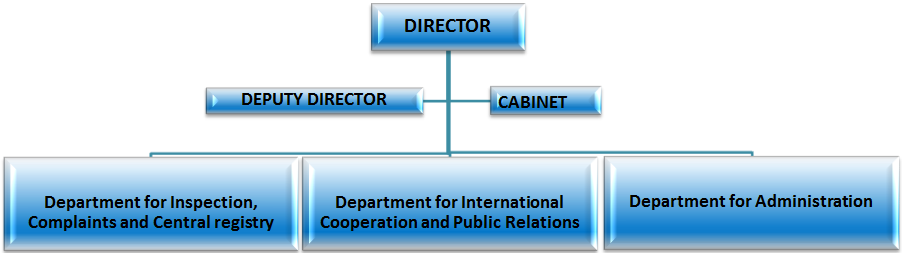 DIRECTOR
DEPUTY DIRECTOR
CABINET
Department for Inspection,
Complaints and Central registry
Department for International
Cooperation and Public Relations
Department for Administration